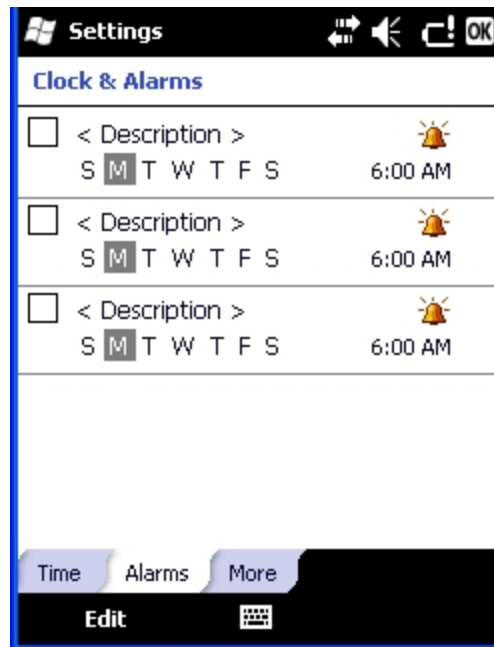 Settings OK
Clock & Alarms
< Description >
S M T W T F S 6:00 AM
< Description >
S M T W T F S 6:00 AM
< Description >
S M T W T F S 6:00 AM
Time Alarms More
Edit